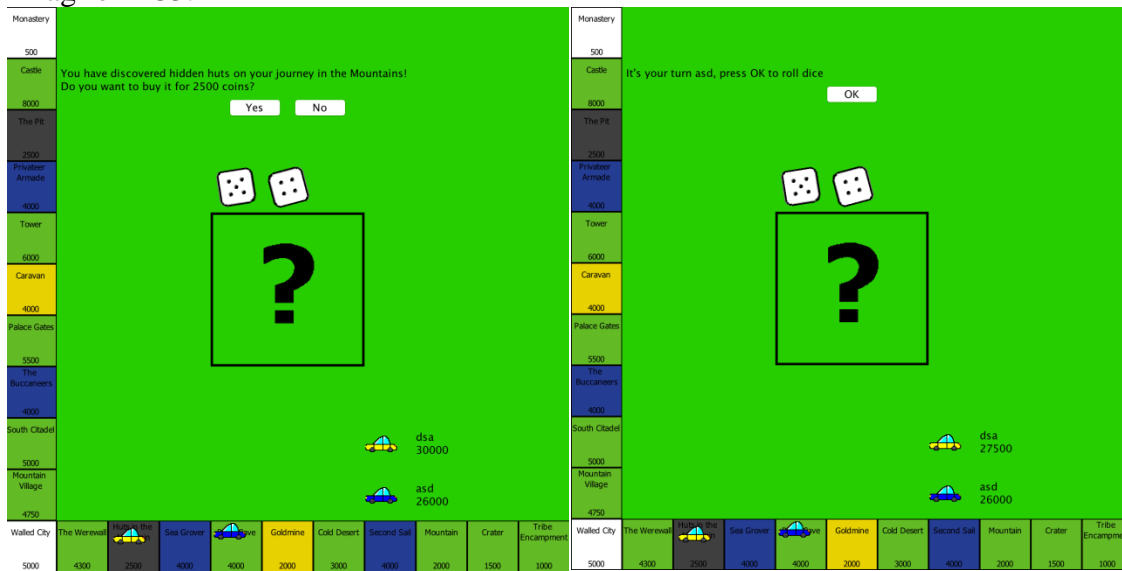 Monastery
500
Castle
8000
The Pit
2500
Privateer
Armade
4000
Tower
6000
Caravan
4000
Palace Gates
5500
The
Buccaneers
4000
South Citadel
5000
Mountain
Village
4750
You have discovered hidden huts on your journey in the Mountains!
Do you want to buy it for 2500 coins?
Yes No
?
dsa
30000
asd
26000
Walled City The Werewall Huts in the Sea Grover Goldmine Cold Desert Second Sail Mountain Crater Tribe
Encampment
5000 4300 2500 4000 4000 2000 3000 4000 2000 1500 1000
Monastery
500
Castle
8000
The Pit
2500
Privateer
Armade
4000
Tower
6000
Caravan
4000
Palace Gates
5500
The
Buccaneers
4000
South Citadel
5000
Mountain
Village
4750
It's your turn asd, press OK to roll dice
OK
?
dsa
27500
asd
26000
Walled City The Werewall Huts in the Sea Grover Goldmine Cold Desert Second Sail Mountain Crater Tribe
Encampme
5000 4300 2500 4000 4000 2000 3000 4000 2000 1500 1000